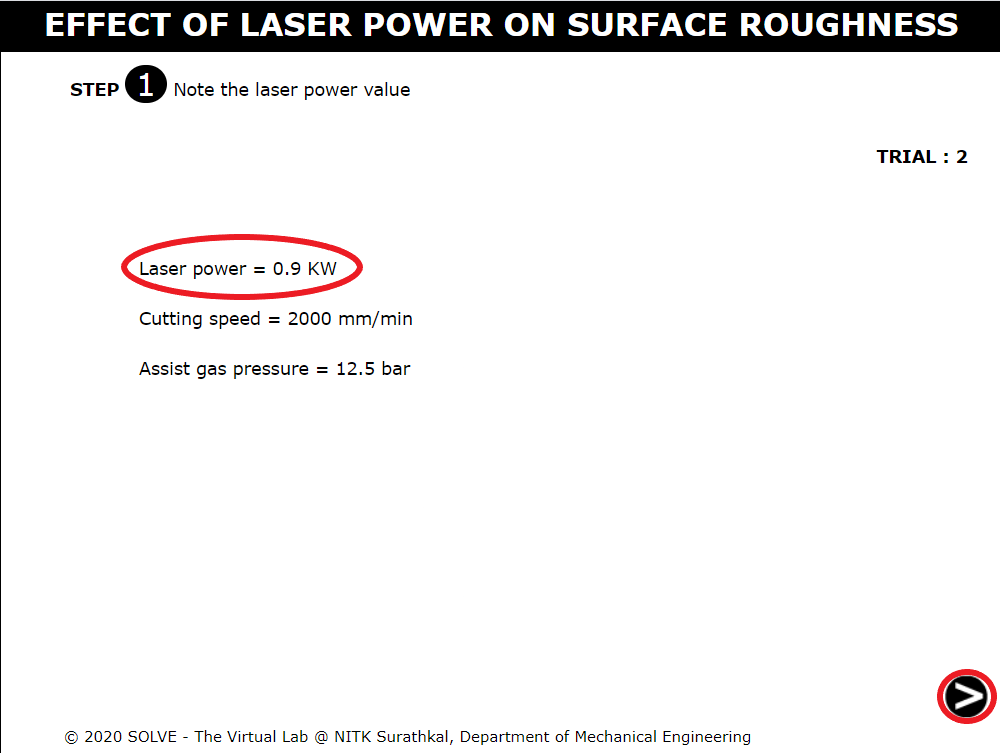 EFFECT OF LASER POWER ON SURFACE ROUGHNESS
STEP 1 Note the laser power value
TRIAL : 2
Laser power = 0.9 KW
Cutting speed = 2000 mm/min
Assist gas pressure = 12.5 bar
© 2020 SOLVE - The Virtual Lab @ NITK Surathkal, Department of Mechanical Engineering